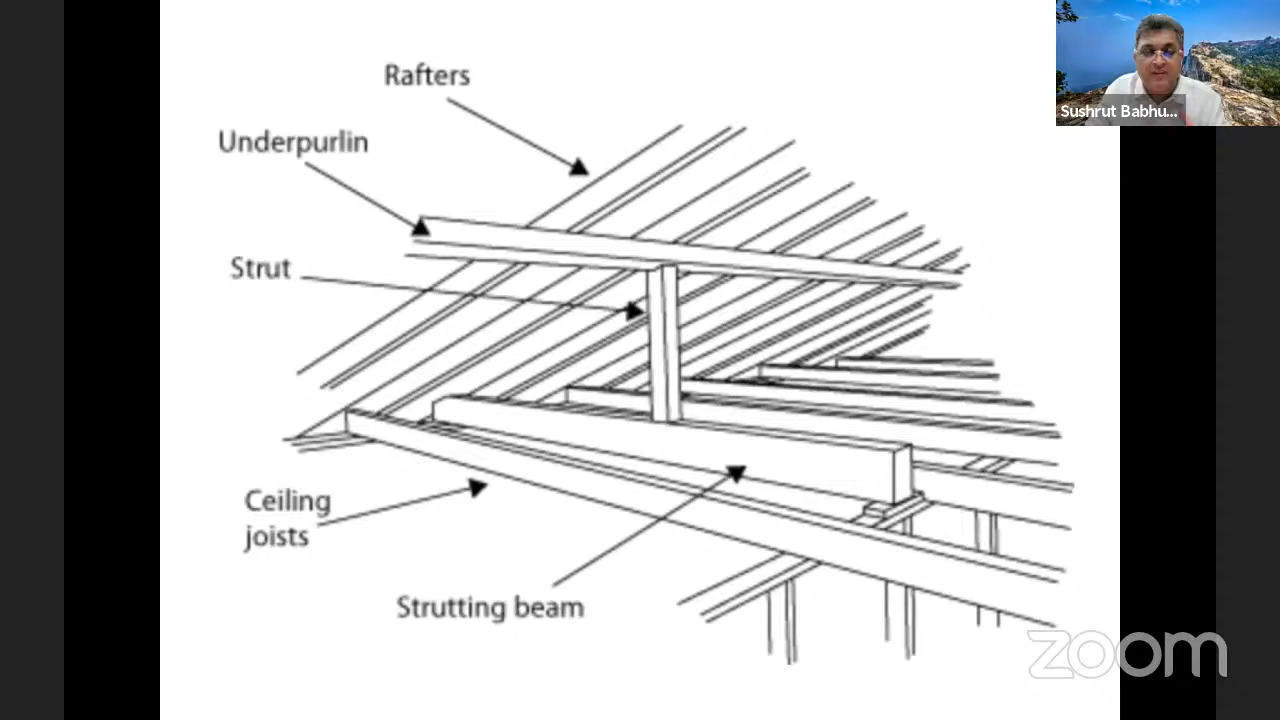 Rafters
Underpurlin
Strut
Ceiling
joists
Strutting beam
Sushrut Babhu...
zoom